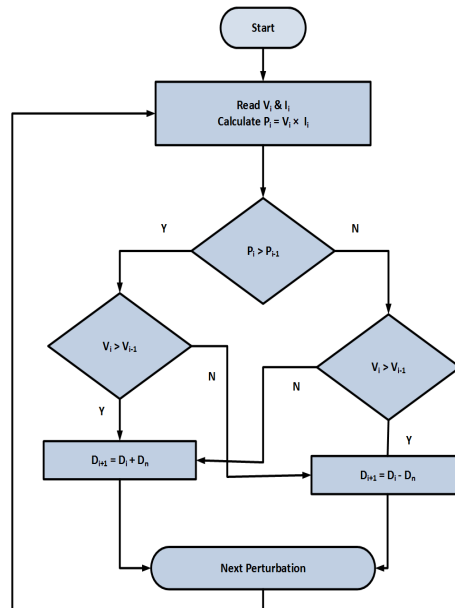 Start
Read Vi & Ii
Calculate Pi = Vi × Ii
Y
N
Pi > Pi-1
Vi > Vi-1
Vi > Vi-1
N
N
Y
Y
Di+1 = Di + Dn
Di+1 = Di - Dn
Next Perturbation